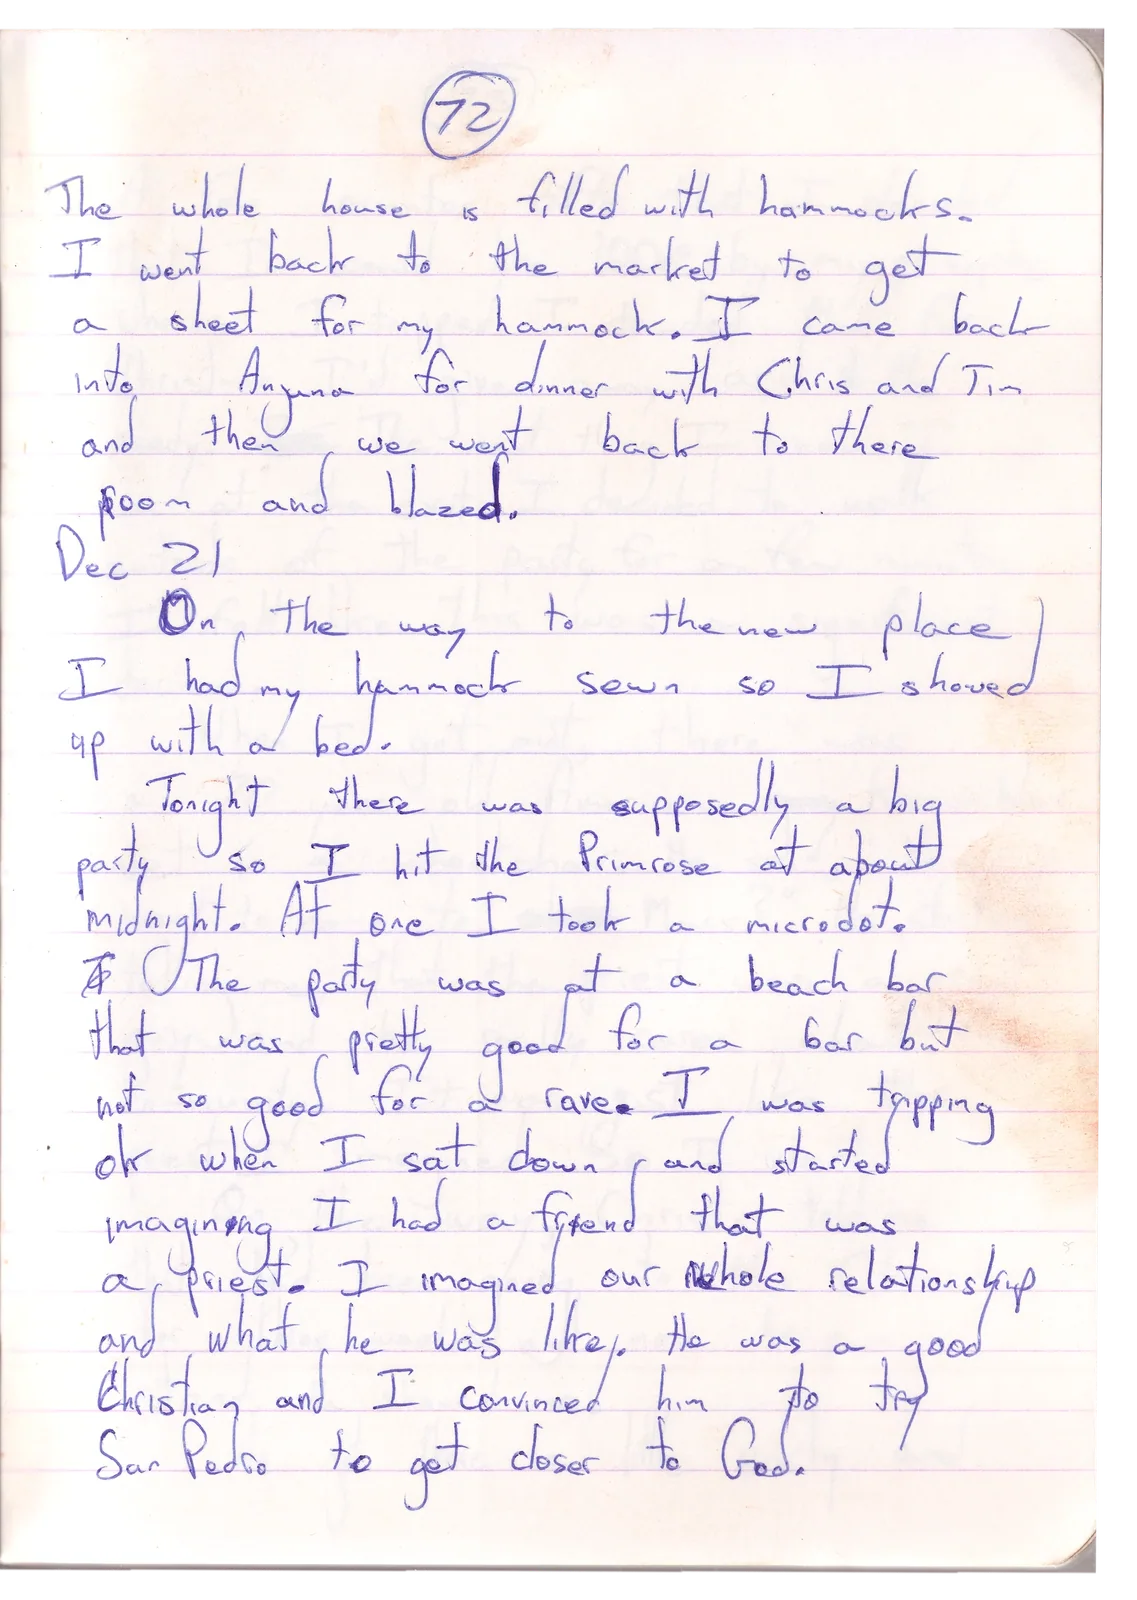 72
The whole house is filled with hammocks.
I went back to the market to get
a sheet for my hammock. I came back
into Anjuna for dinner with Chris and Tim
and then we went back to there
room and blazed.
Dec 21
On the way to the new place
I had my hammock sewn so I showed
up with a bed.
Tonight there was supposedly a big
party so I hit the Primrose at about
midnight. At one I took a microdot.
The party was at a beach bar
that was pretty good for a bar but
not so good for a rave. I was tripping
ok when I sat down and started
imagining I had a friend that was
a priest. I imagined our whole relationship
and what he was like. He was a good
Christian and I convinced him to try
San Pedro to get closer to God.